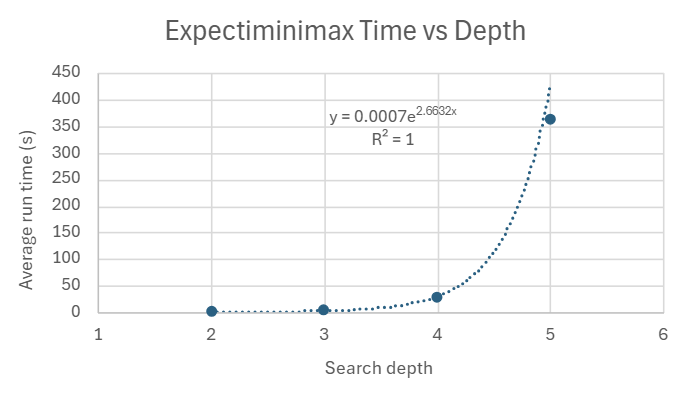 Expectiminimax Time vs Depth
450
400
350
300
250
200
150
100
50
0
Average run time (s)
y = 0.0007e^2.6632x
R² = 1
1 2 3 4 5 6
Search depth